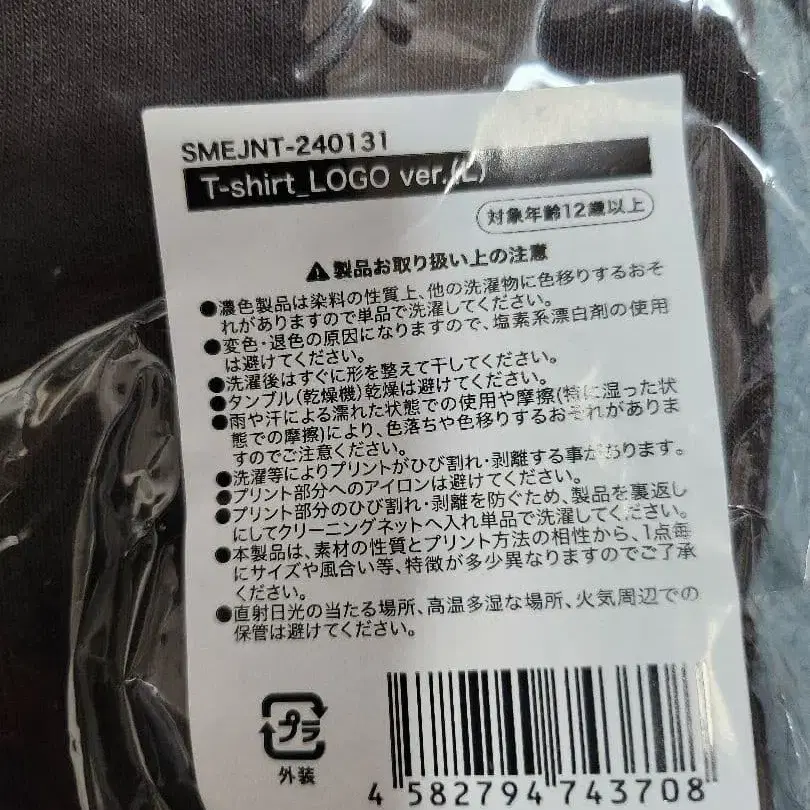 SMEJNT-240131
T-shirt_LOGO ver.(L)
対象年齢12歳以上
⚠製品お取り扱い上の注意
●濃色製品は染料の性質上、他の洗濯物に色移りするおそ
れがありますので単品で洗濯してください。
●変色・退色の原因になりますので、塩素系漂白剤の使用
は避けてください。
●洗濯後はすぐに形を整えて干してください。
●タンブル(乾燥機)乾燥は避けてください。
●雨や汗による濡れた状態での使用や摩擦(特に湿った状
態での摩擦)により、色落ちや色移りするおそれがありま
すのでご注意ください。
●洗濯等によりプリントがひび割れ・剥離する事があります。
●プリント部分へのアイロンは避けてください。
●プリント部分のひび割れ・剥離を防ぐため、製品を裏返し
にしてクリーニングネットへ入れ単品で洗濯してください。
●本製品は、素材の性質とプリント方法の相性から、1点毎
にサイズや風合い等、特徴が多少異なりますのでご了承
ください。
●直射日光の当たる場所、高温多湿な場所、火気周辺での
保管は避けてください。
プラ
外装
4 582794 743708